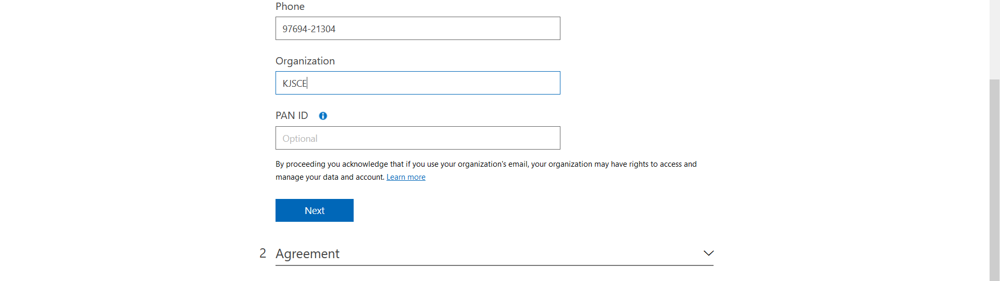 Phone
97694-21304
Organization
KJSCE
PAN ID
Optional
By proceeding you acknowledge that if you use your organization's email, your organization may have rights to access and
manage your data and account. Learn more
Next
2 Agreement